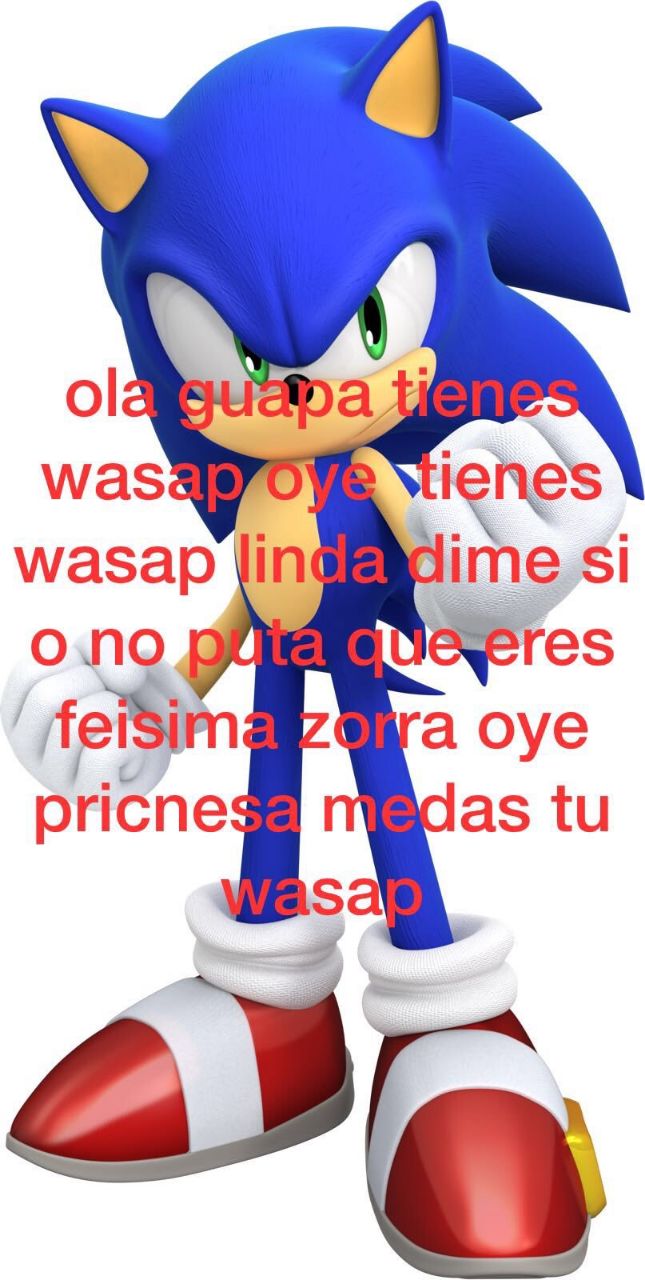 ola guapa tienes
wasap oye tienes
wasap linda dime si
o no puta que eres
feisima zorra oye
pricnesa medas tu
wasap